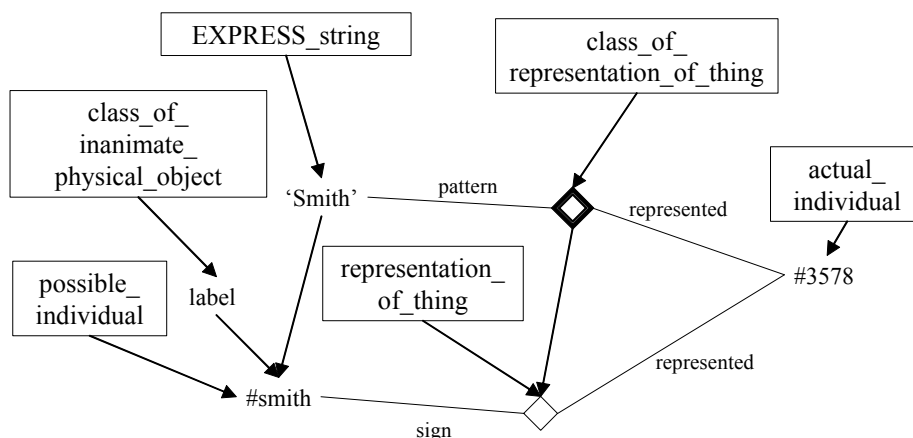 EXPRESS_string
class_of_
representation_of_thing
class_of_
inanimate_
physical_object
actual_
individual
‘Smith’
pattern
represented
representation_
of_thing
#3578
possible_
individual
label
represented
#smith
sign